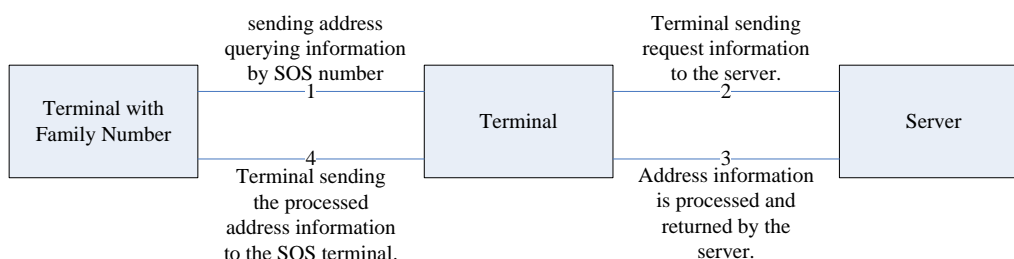 sending address
querying information
by SOS number
1
Terminal sending
request information
to the server.
2
Terminal with
Family Number
Terminal
Server
4
Terminal sending
the processed
address information
to the SOS terminal.
3
Address information
is processed and
returned by the
server.